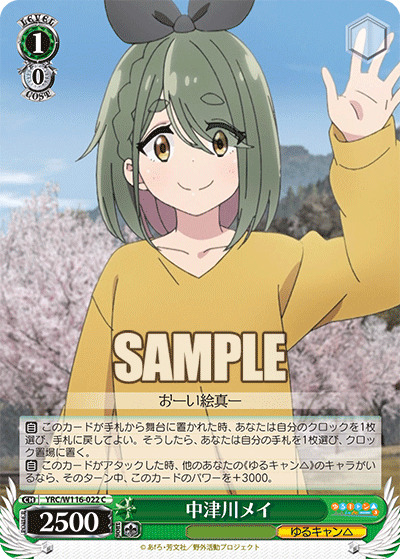 LEVEL
1
0
COST
SAMPLE
おーい絵真ー
自 このカードが手札から舞台に置かれた時、あなたは自分のクロックを1枚
選び、手札に戻してよい。そうしたら、あなたは自分の手札を1枚選び、クロッ
ク置場に置く。
自 このカードがアタックした時、他のあなたの《ゆるキャン△》のキャラがい
るなら、そのターン中、このカードのパワーを+3000。
CH YRC/W116-022 C
2500
中津川メイ
ゆるキャン△
ゆるキャン△
©あfろ・芳文社/野外活動プロジェクト